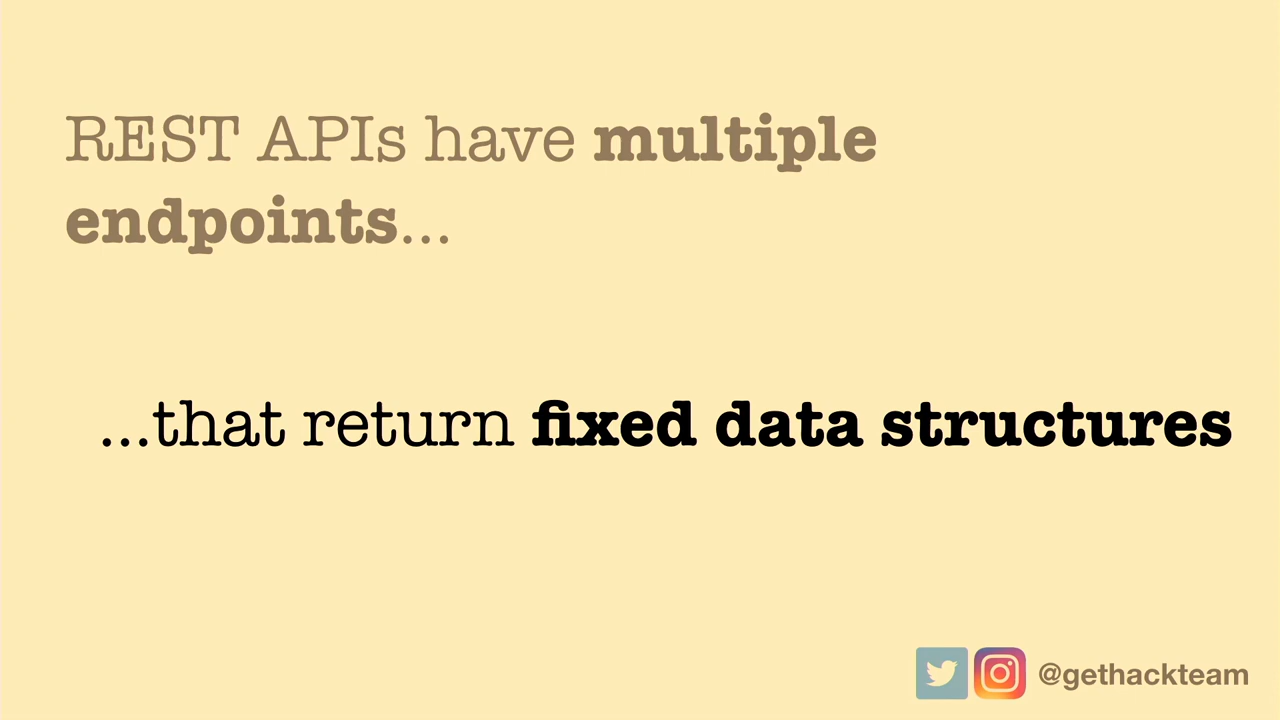 REST APIs have multiple
endpoints...
...that return fixed data structures
@gethackteam